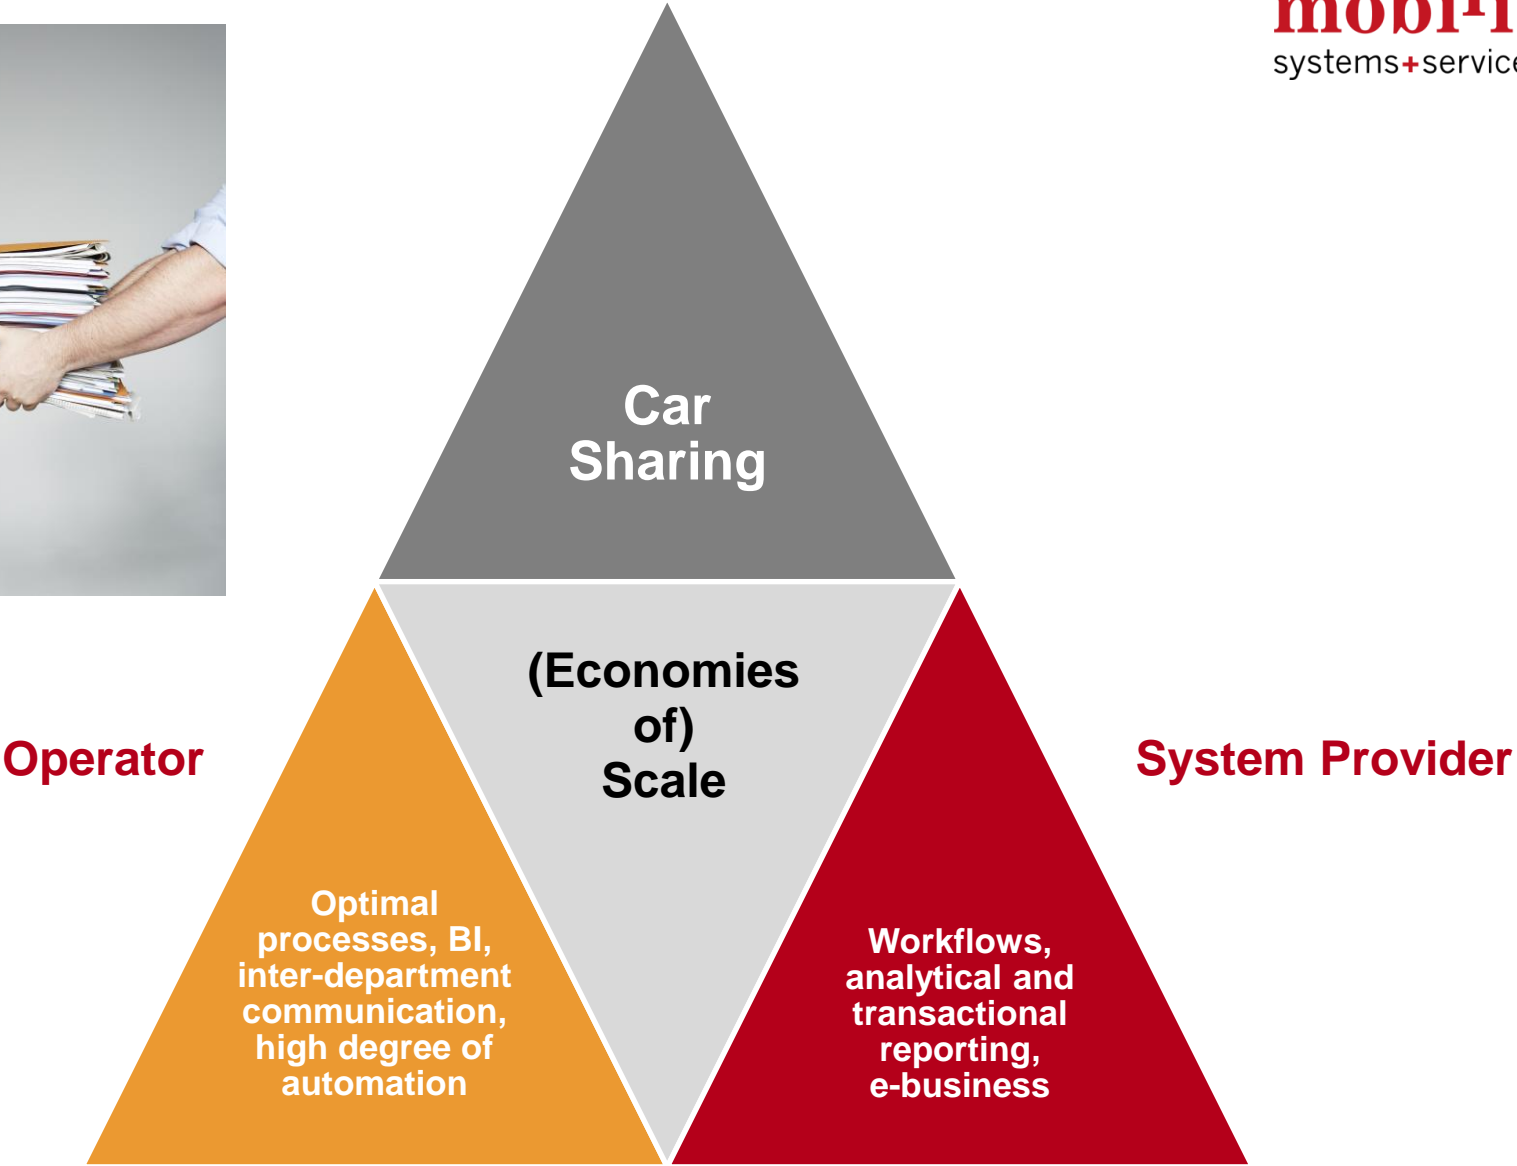 systems+service
Car
Sharing
(Economies
of)
Scale
Operator
System Provider
Optimal
processes, BI,
inter-department
communication,
high degree of
automation
Workflows,
analytical and
transactional
reporting,
e-business